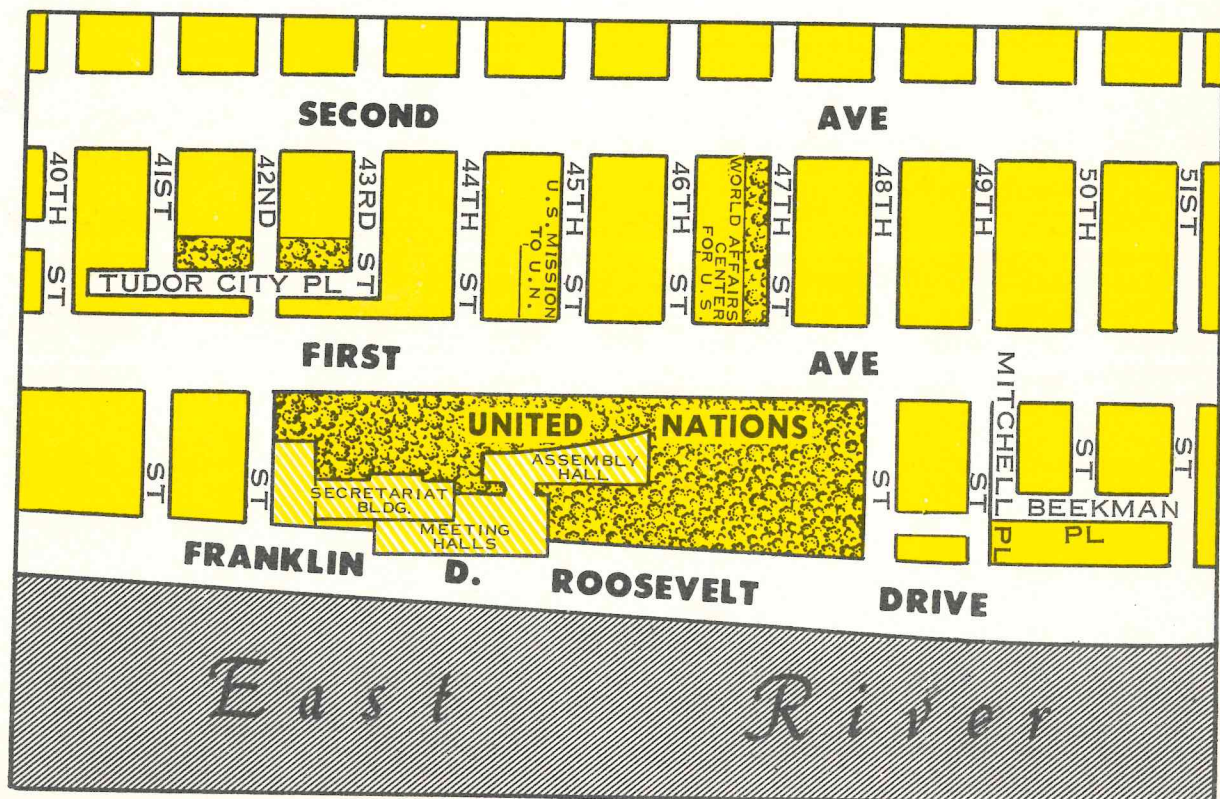 SECOND AVE
40TH ST
41ST
42ND
43RD ST
44TH ST
U.S. MISSION
TO U.N.
45TH ST
46TH ST
WORLD AFFAIRS
CENTER
FOR U.S.
47TH ST
48TH
49TH
50TH
51ST
TUDOR CITY PL
FIRST AVE
UNITED NATIONS
ASSEMBLY
HALL
SECRETARIAT
BLDG.
MEETING
HALLS
ST
ST
ST
ST
MITCHELL PL
ST
ST
BEEKMAN
PL
FRANKLIN D. ROOSEVELT DRIVE
East River